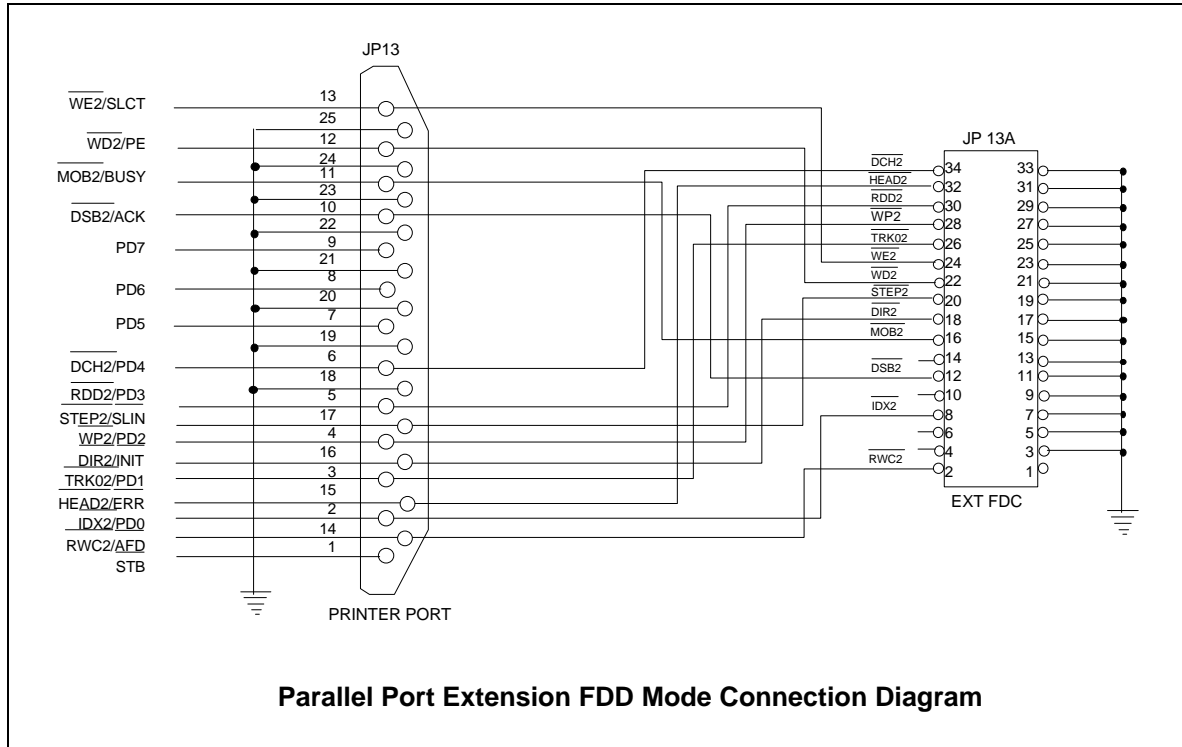 JP13
WE2/SLCT 13
25
WD2/PE 12
24
MOB2/BUSY 11
23
DSB2/ACK 10
22
PD7 9
21
PD6 8
20
PD5 7
19
DCH2/PD4 6
18
RDD2/PD3 5
STEP2/SLIN 17
WP2/PD2 4
DIR2/INIT 16
TRK02/PD1 3
HEAD2/ERR 15
IDX2/PD0 2
RWC2/AFD 14
STB 1
PRINTER PORT
JP 13A
DCH2 34 33
HEAD2 32 31
RDD2 30 29
WP2 28 27
TRK02 26 25
WE2 24 23
WD2 22 21
STEP2 20 19
DIR2 18 17
MOB2 16 15
14 13
DSB2 12 11
10 9
IDX2 8 7
6 5
4 3
RWC2 2 1
EXT FDC
Parallel Port Extension FDD Mode Connection Diagram